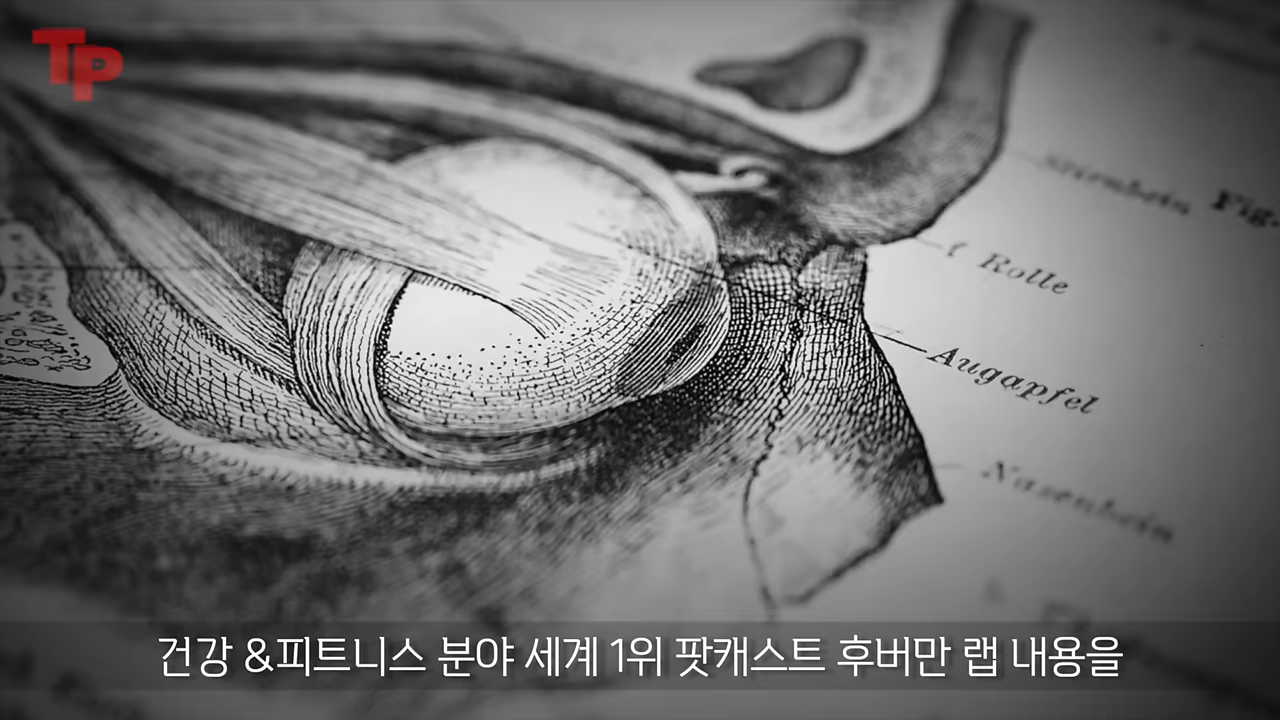 TP
Stirnbein
Rolle
Augapfel
Nasenbein
건강 &피트니스 분야 세계 1위 팟캐스트 후버만 랩 내용을